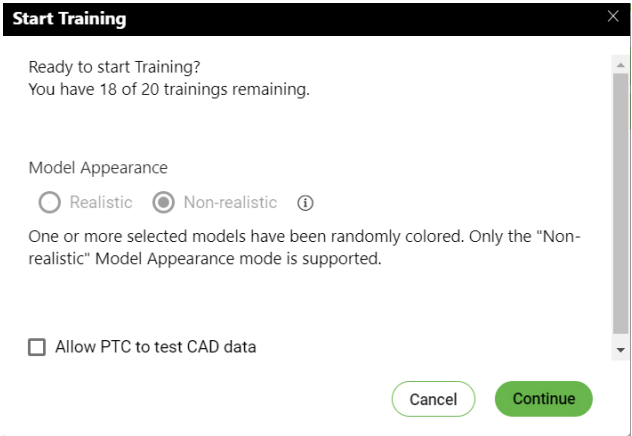 Start Training
Ready to start Training?
You have 18 of 20 trainings remaining.
Model Appearance
Realistic Non-realistic
One or more selected models have been randomly colored. Only the "Non-
realistic" Model Appearance mode is supported.
Allow PTC to test CAD data
Cancel Continue